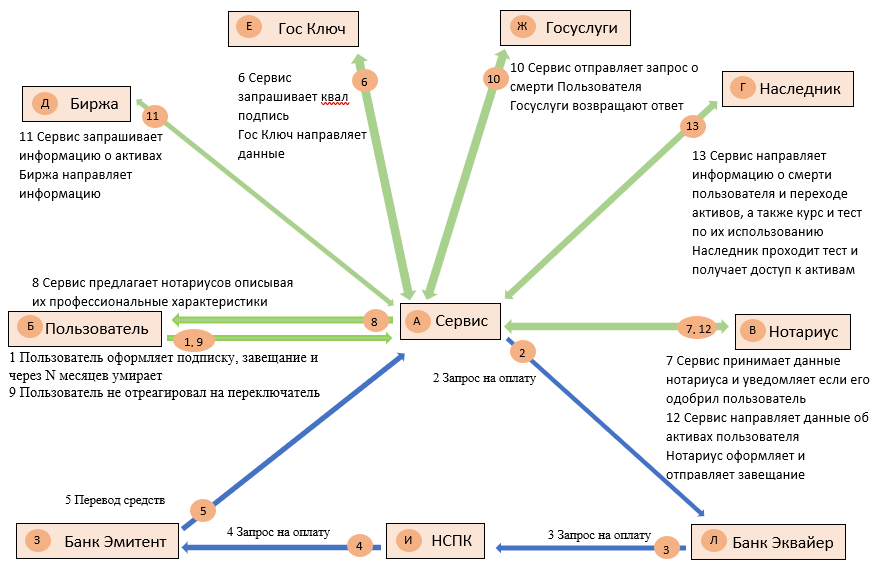 Е Гос Ключ
Ж Госуслуги
Д Биржа
Г Наследник
6 Сервис
запрашивает квал
подпись
Гос Ключ направляет
данные
6
10
10 Сервис отправляет запрос о
смерти Пользователя
Госуслуги возвращают ответ
11
11 Сервис запрашивает
информацию о активах
Биржа направляет
информацию
13
13 Сервис направляет
информацию о смерти
пользователя и переходе
активов, а также курс и тест
по их использованию
Наследник проходит тест и
получает доступ к активам
8 Сервис предлагает нотариусов описывая
их профессиональные характеристики
Б Пользователь
8
1, 9
А Сервис
7, 12
В Нотариус
1 Пользователь оформляет подписку, завещание и
через N месяцев умирает
9 Пользователь не отреагировал на переключатель
2
2 Запрос на оплату
7 Сервис принимает данные
нотариуса и уведомляет если его
одобрил пользователь
12 Сервис направляет данные об
активах пользователя
Нотариус оформляет и
отправляет завещание
5 Перевод средств
5
З Банк Эмитент
4 Запрос на оплату
4
И НСПК
3 Запрос на оплату
3
Л Банк Эквайер